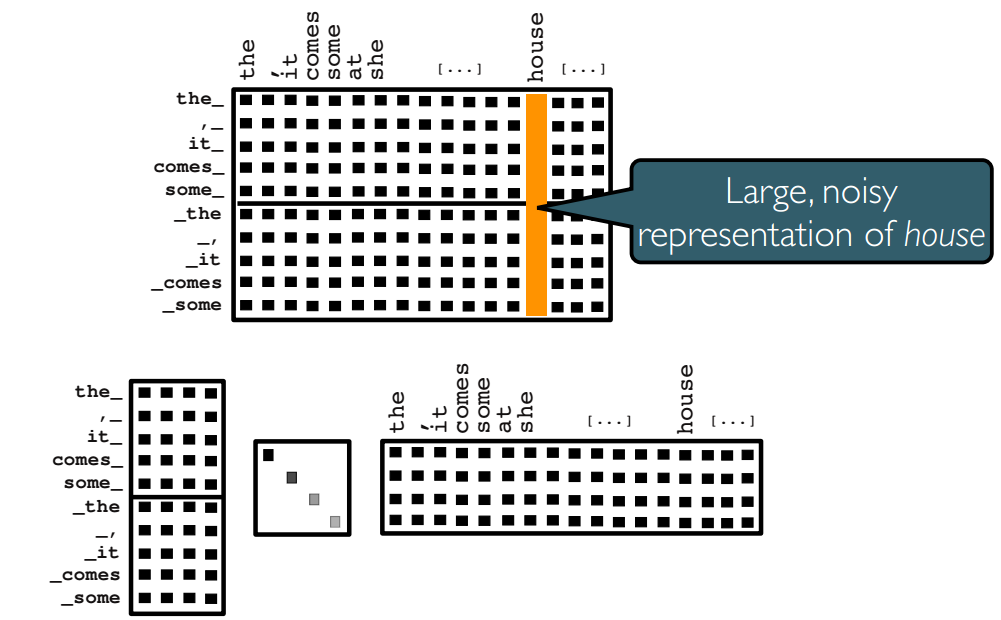 the , it comes some at she [...] house [...]
the_
,_
it_
comes_
some_
_the
_,
_it
_comes
_some
Large, noisy
representation of house
the , it comes some at she [...] house [...]
the_
,_
it_
comes_
some_
_the
_,
_it
_comes
_some